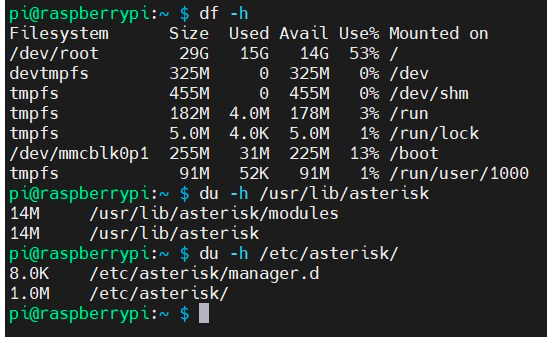 pi@raspberrypi:~ $ df -h
Filesystem      Size  Used Avail Use% Mounted on
/dev/root        29G   15G   14G  53% /
devtmpfs        325M     0  325M   0% /dev
tmpfs           455M     0  455M   0% /dev/shm
tmpfs           182M  4.0M  178M   3% /run
tmpfs           5.0M  4.0K  5.0M   1% /run/lock
/dev/mmcblk0p1  255M   31M  225M  13% /boot
tmpfs            91M   52K   91M   1% /run/user/1000
pi@raspberrypi:~ $ du -h /usr/lib/asterisk
14M     /usr/lib/asterisk/modules
14M     /usr/lib/asterisk
pi@raspberrypi:~ $ du -h /etc/asterisk/
8.0K    /etc/asterisk/manager.d
1.0M    /etc/asterisk/
pi@raspberrypi:~ $